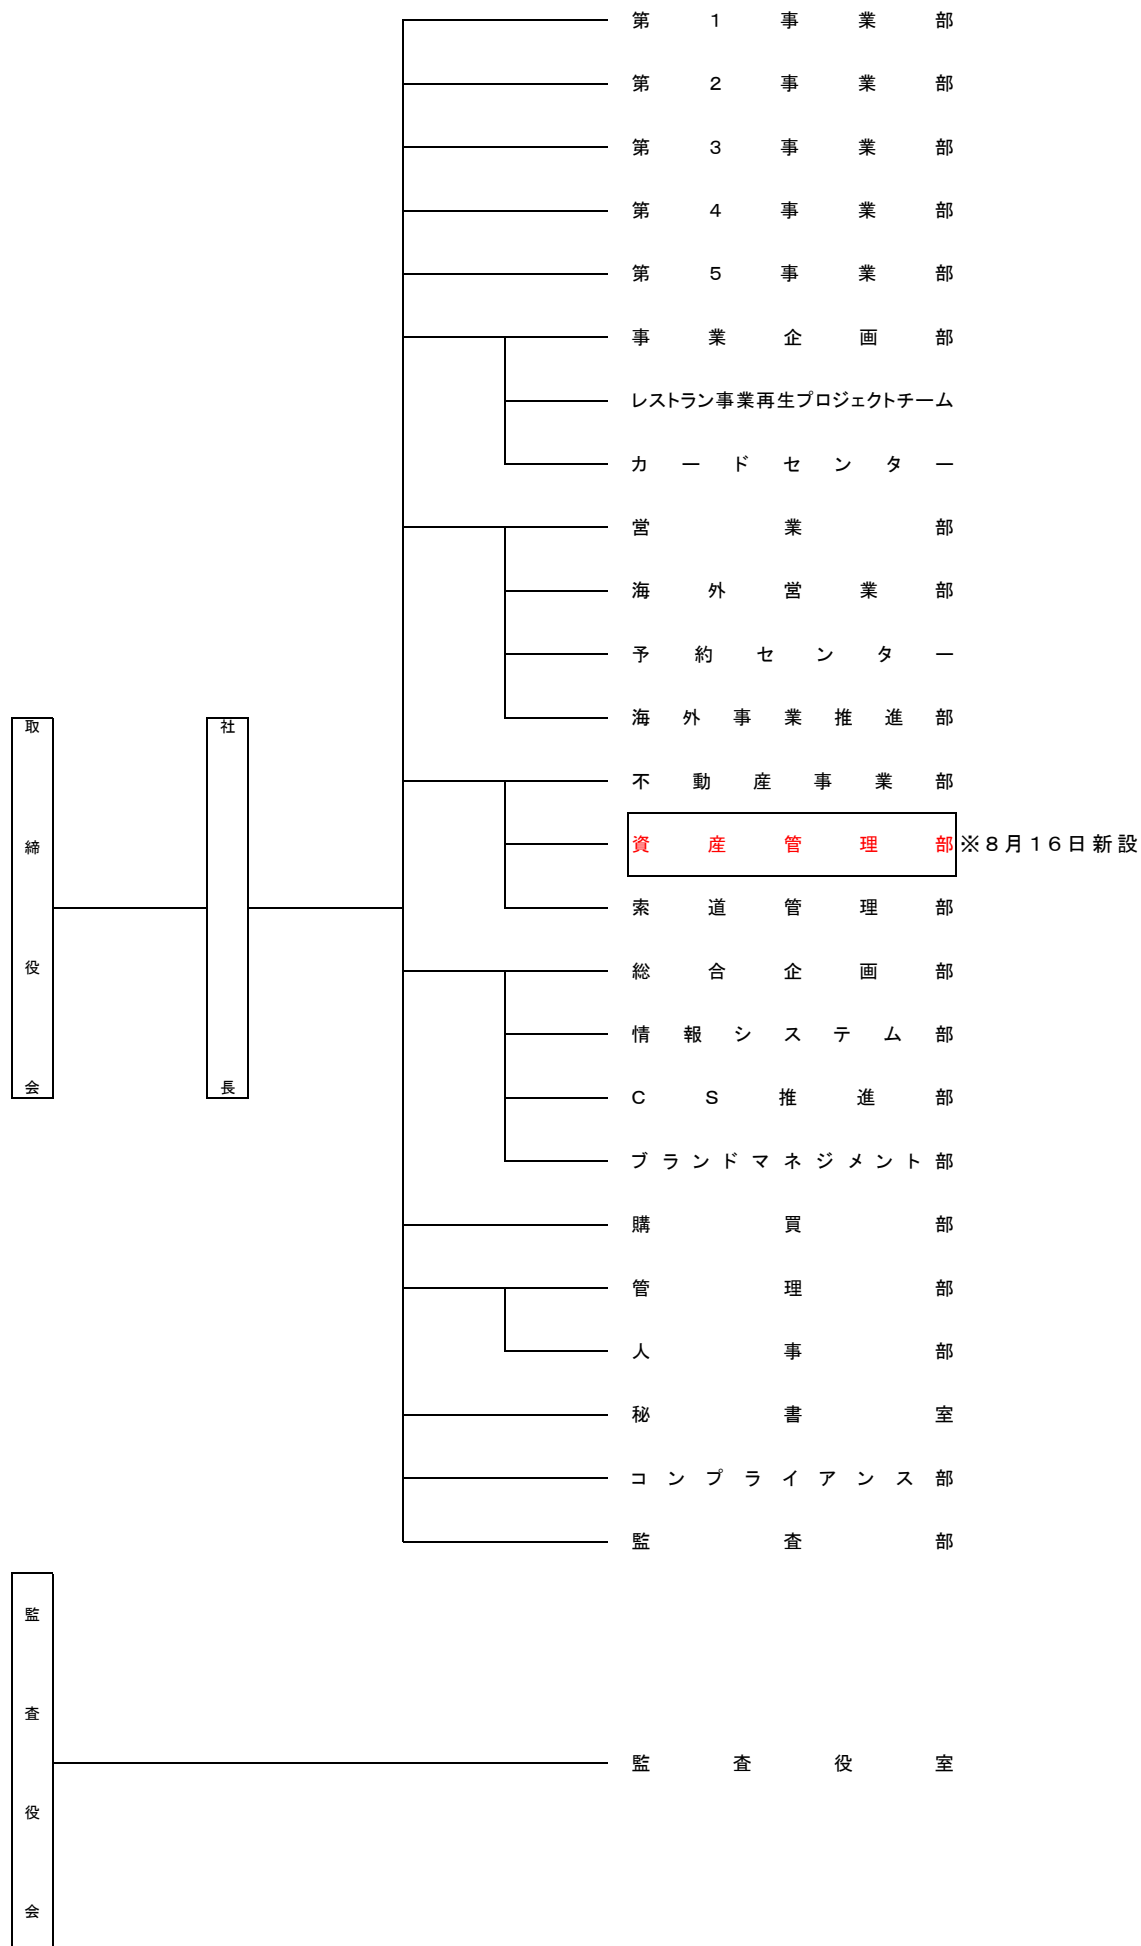 第1事業部
第2事業部
第3事業部
第4事業部
第5事業部
事業企画部
レストラン事業再生プロジェクトチーム
カードセンター
営業部
海外営業部
予約センター
海外事業推進部
取締役会
社長
不動産事業部
資産管理部※8月16日新設
索道管理部
総合企画部
情報システム部
CS推進部
ブランドマネジメント部
購買部
管理部
人事部
秘書室
コンプライアンス部
監査部
監査役会
監査役室